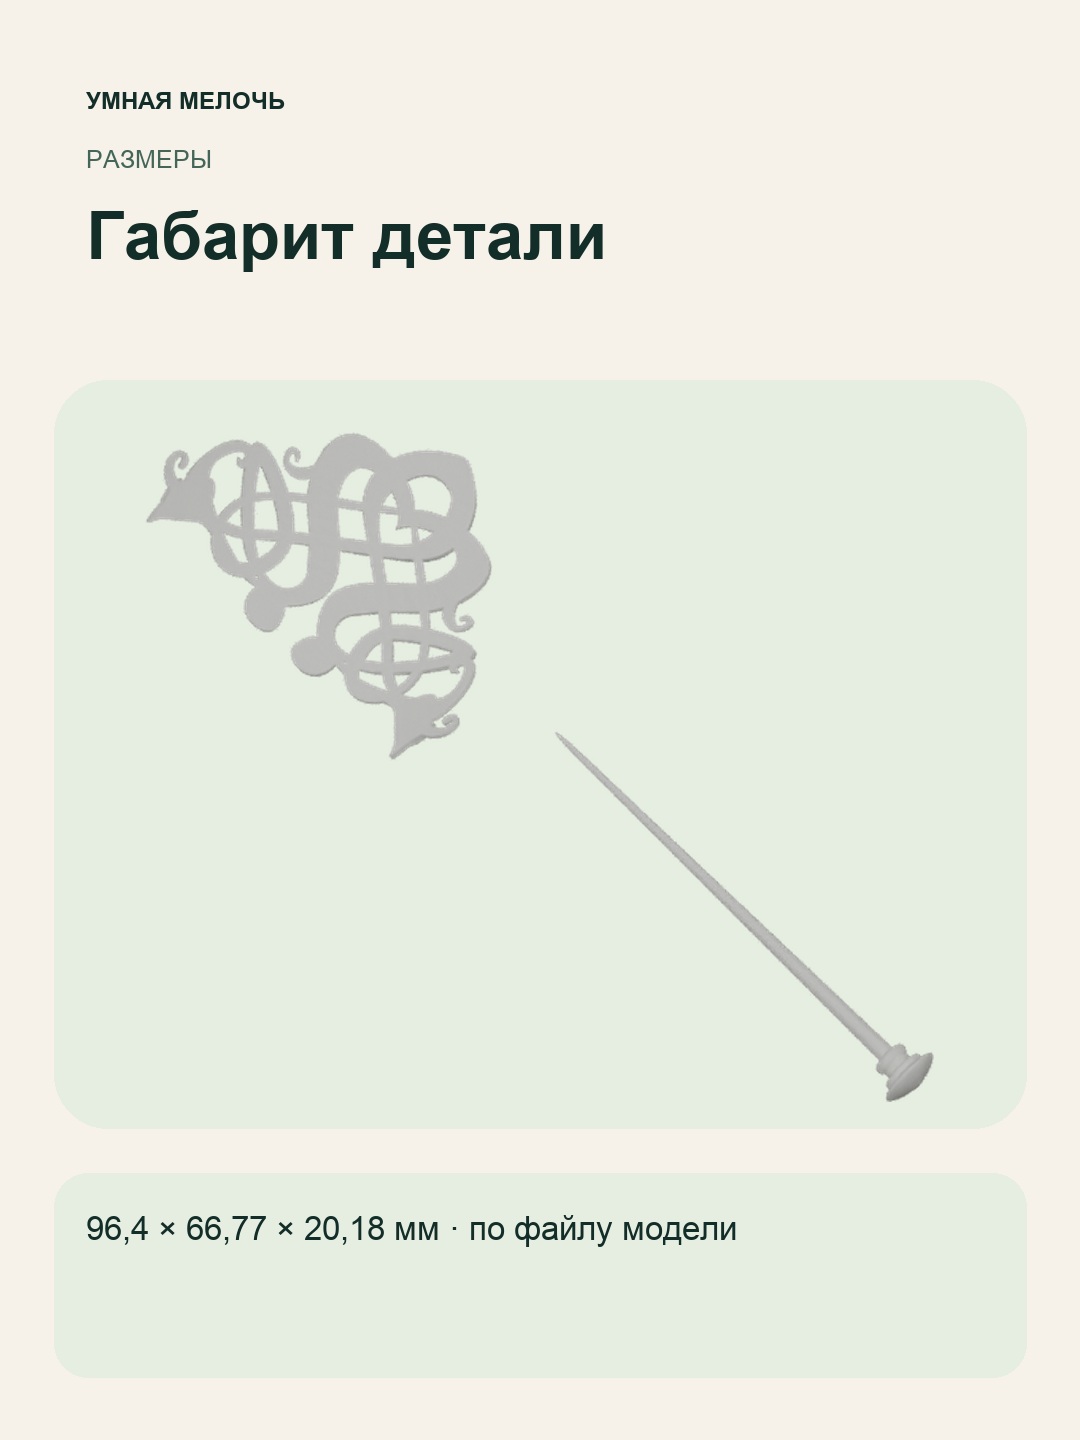 УМНАЯ МЕЛОЧЬ
РАЗМЕРЫ
Габарит детали
96,4 × 66,77 × 20,18 мм · по файлу модели